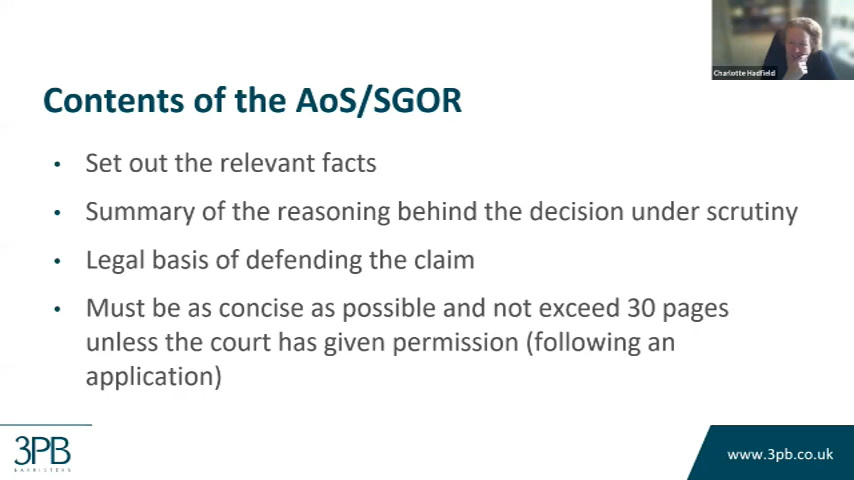 Charlotte Hadfield
Contents of the AoS/SGOR
• Set out the relevant facts
• Summary of the reasoning behind the decision under scrutiny
• Legal basis of defending the claim
• Must be as concise as possible and not exceed 30 pages
unless the court has given permission (following an
application)
3PB
BARRISTERS
www.3pb.co.uk